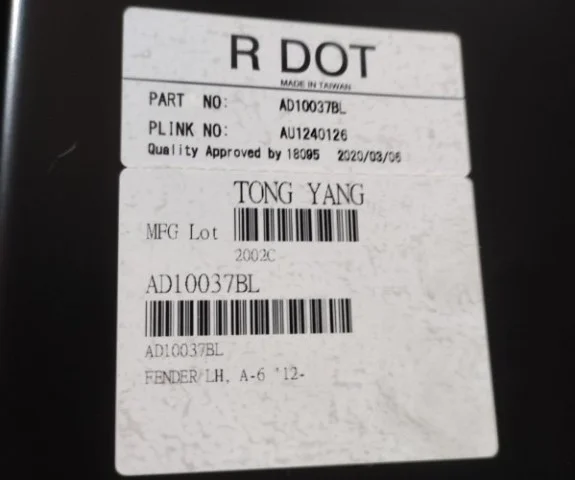 R DOT
MADE IN TAIWAN
PART NO: AD10037BL
PLINK NO: AU1240126
Quality Approved by 18095 2020/03/06
TONG YANG
MFG Lot
2002C
AD10037BL
AD10037BL
FENDER/LH, A-6 '12-